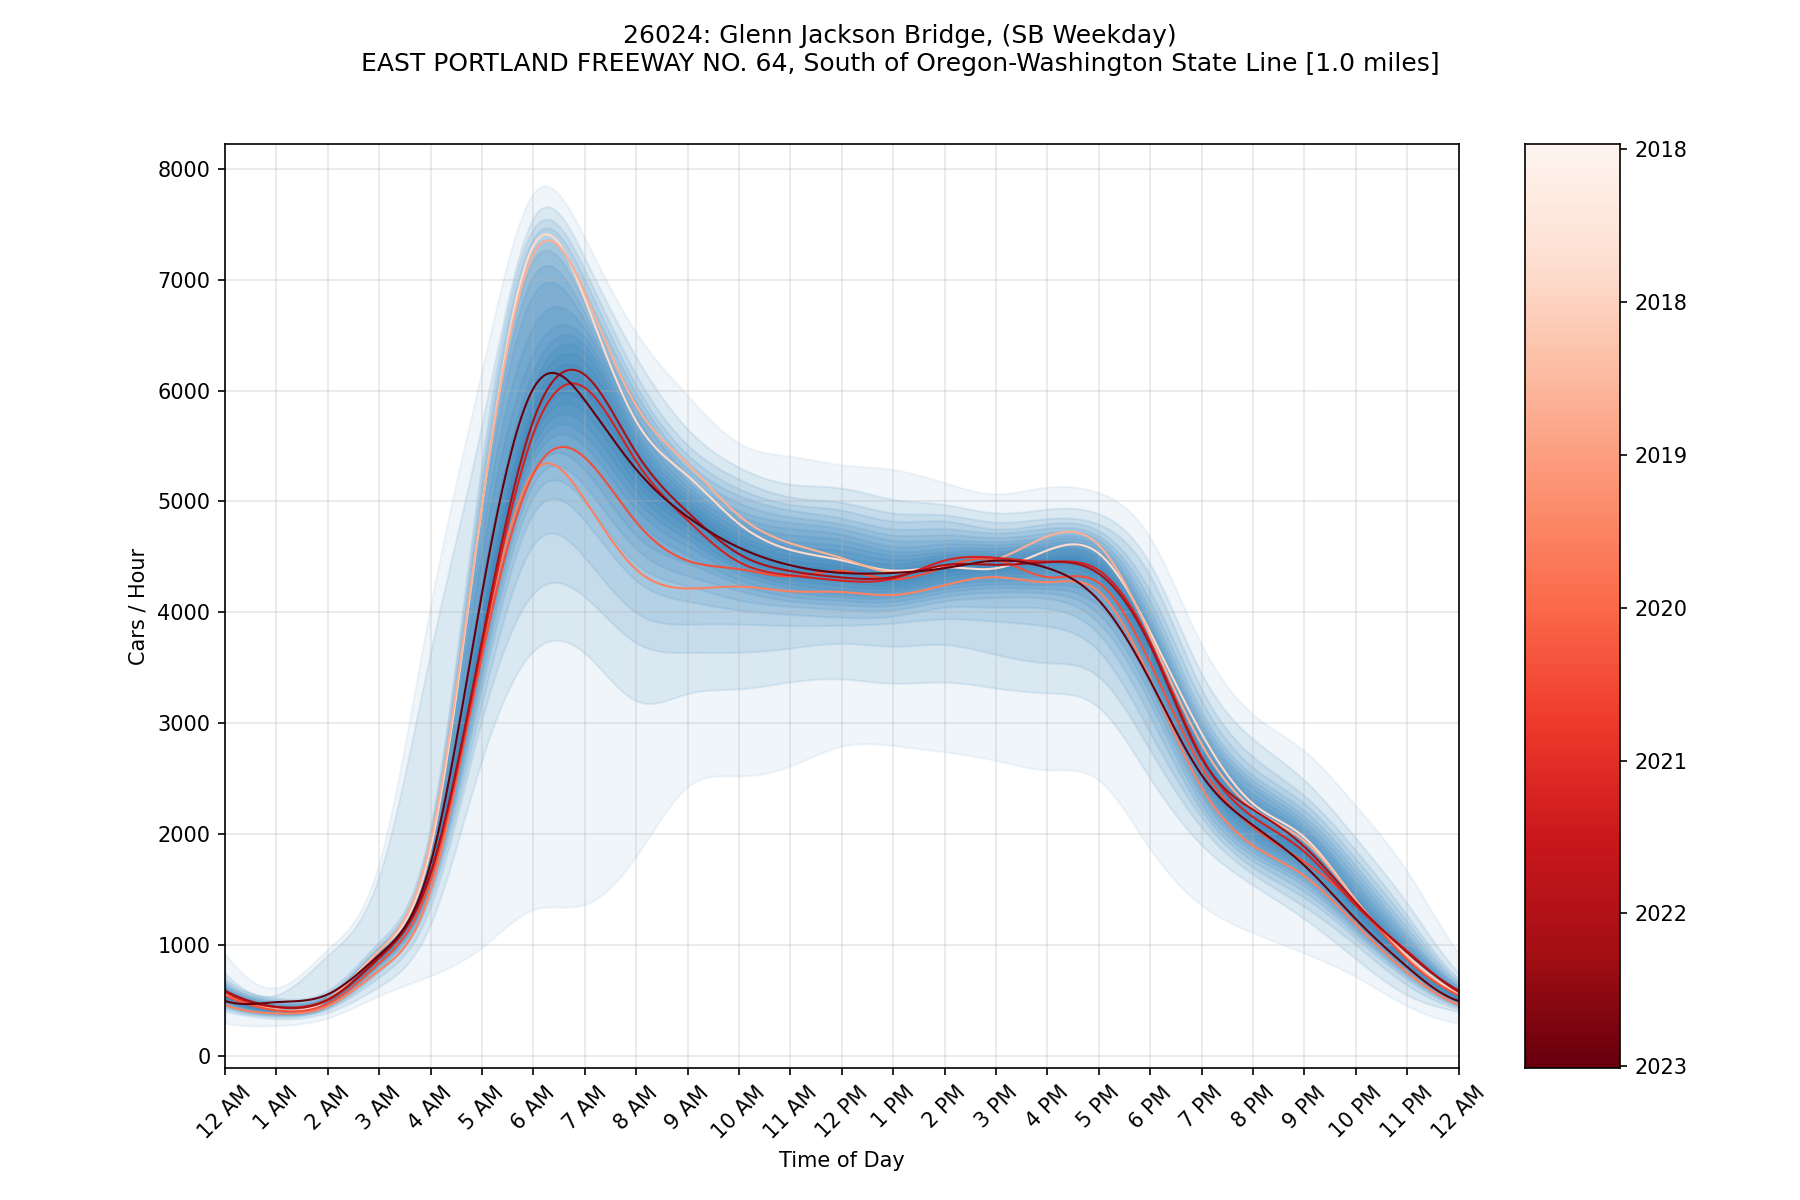 26024: Glenn Jackson Bridge, (SB Weekday)
EAST PORTLAND FREEWAY NO. 64, South of Oregon-Washington State Line [1.0 miles]
Cars / Hour
8000
7000
6000
5000
4000
3000
2000
1000
0
12 AM
1 AM
2 AM
3 AM
4 AM
5 AM
6 AM
7 AM
8 AM
9 AM
10 AM
11 AM
12 PM
1 PM
2 PM
3 PM
4 PM
5 PM
6 PM
7 PM
8 PM
9 PM
10 PM
11 PM
12 AM
Time of Day
2018
2018
2019
2020
2021
2022
2023